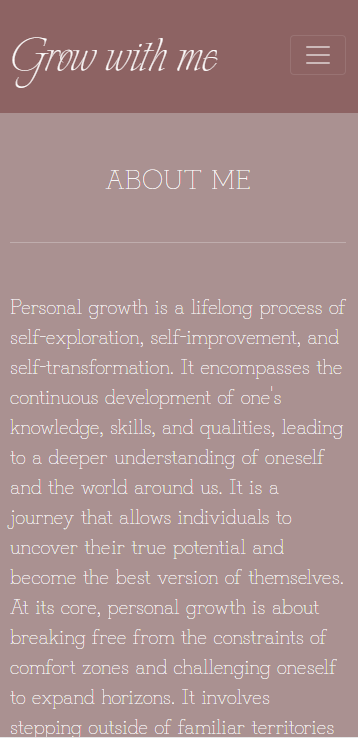 Grow with me
ABOUT ME
Personal growth is a lifelong process of
self-exploration, self-improvement, and
self-transformation. It encompasses the
continuous development of one's
knowledge, skills, and qualities, leading
to a deeper understanding of oneself
and the world around us. It is a
journey that allows individuals to
uncover their true potential and
become the best version of themselves.
At its core, personal growth is about
breaking free from the constraints of
comfort zones and challenging oneself
to expand horizons. It involves
stepping outside of familiar territories